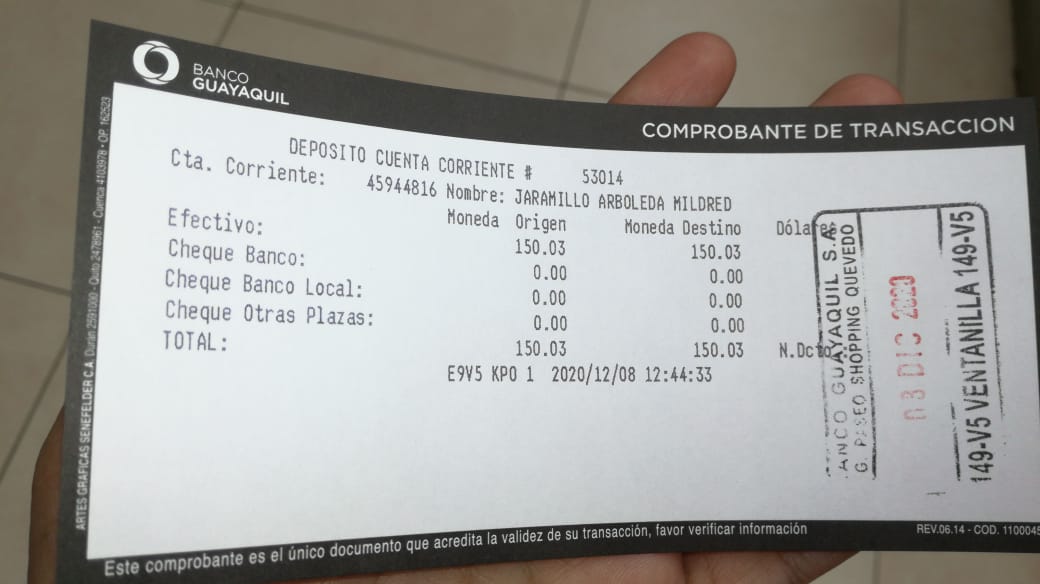 BANCO
GUAYAQUIL
COMPROBANTE DE TRANSACCION
DEPOSITO CUENTA CORRIENTE # 53014
Cta. Corriente: 45944816 Nombre: JARAMILLO ARBOLEDA MILDRED
Moneda Origen Moneda Destino Dólares
Efectivo: 150.03 150.03
Cheque Banco: 0.00 0.00
Cheque Banco Local: 0.00 0.00
Cheque Otras Plazas: 0.00 0.00
TOTAL: 150.03 150.03 N.Dcto
E9V5 KPO 1 2020/12/08 12:44:33
BANCO GUAYAQUIL S.A.
G. PASEO SHOPPING QUEVEDO
08 DIC 2020
149-V5 VENTANILLA 149-V5
ARTES GRAFICAS SENEFELDER C.A. Duran 2591000 - Quito 2478961 - Cuenca 4103978 - OP. 162523
Este comprobante es el único documento que acredita la validez de su transacción, favor verificar información
REV.06.14 - COD. 1100045